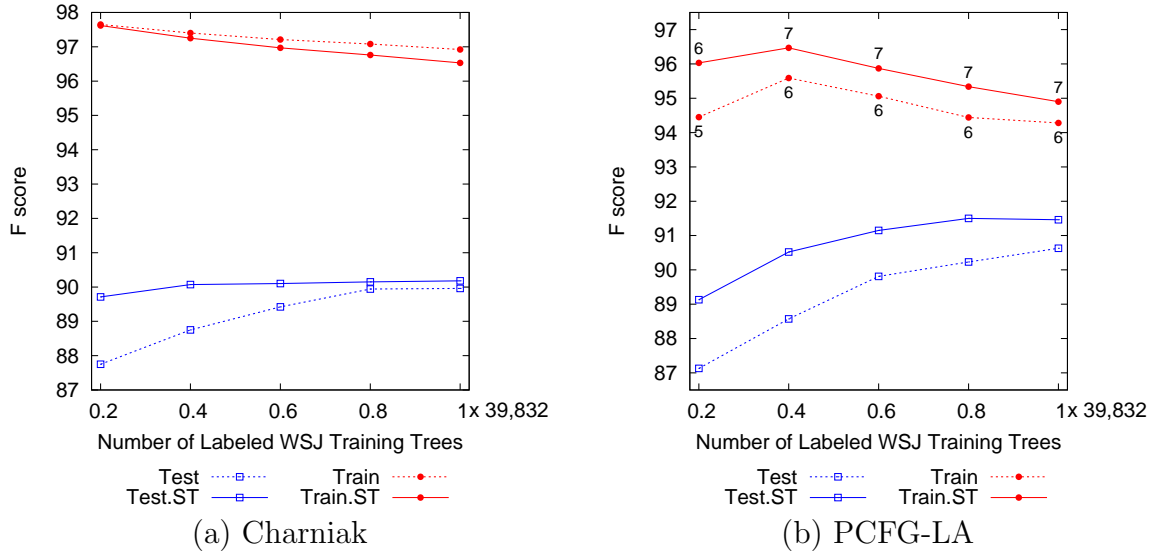 98
97
96
95
94
93
92
91
90
89
88
87
F score
0.2 0.4 0.6 0.8 1x 39,832
Number of Labeled WSJ Training Trees
Test Train
Test.ST Train.ST
(a) Charniak
97
96
95
94
93
92
91
90
89
88
87
F score
6 7 7 7 7
5 6 6 6 6
0.2 0.4 0.6 0.8 1x 39,832
Number of Labeled WSJ Training Trees
Test Train
Test.ST Train.ST
(b) PCFG-LA